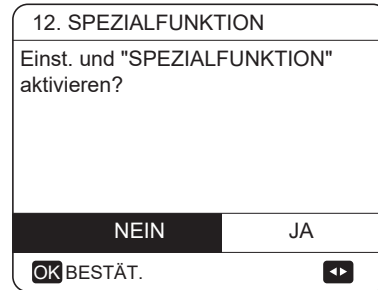 12. SPEZIALFUNKTION
Einst. und "SPEZIALFUNKTION"
aktivieren?
NEIN JA
OK BESTÄT.